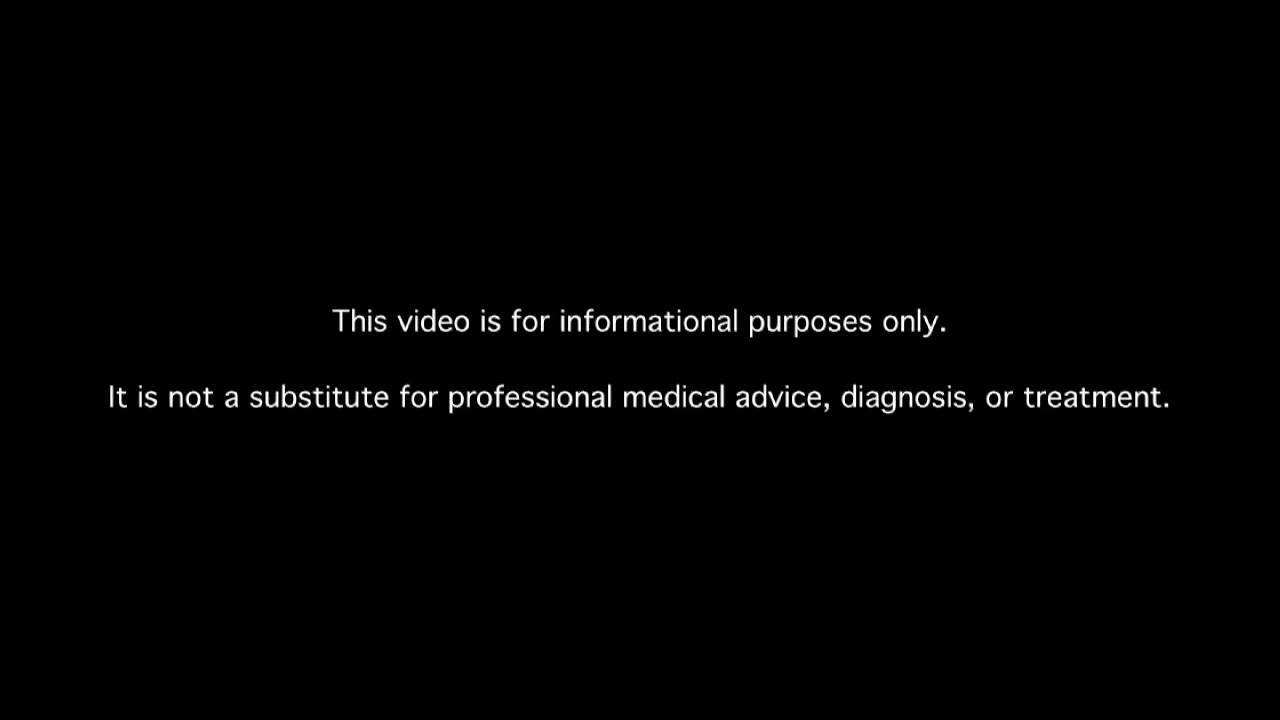 This video is for informational purposes only.
It is not a substitute for professional medical advice, diagnosis, or treatment.